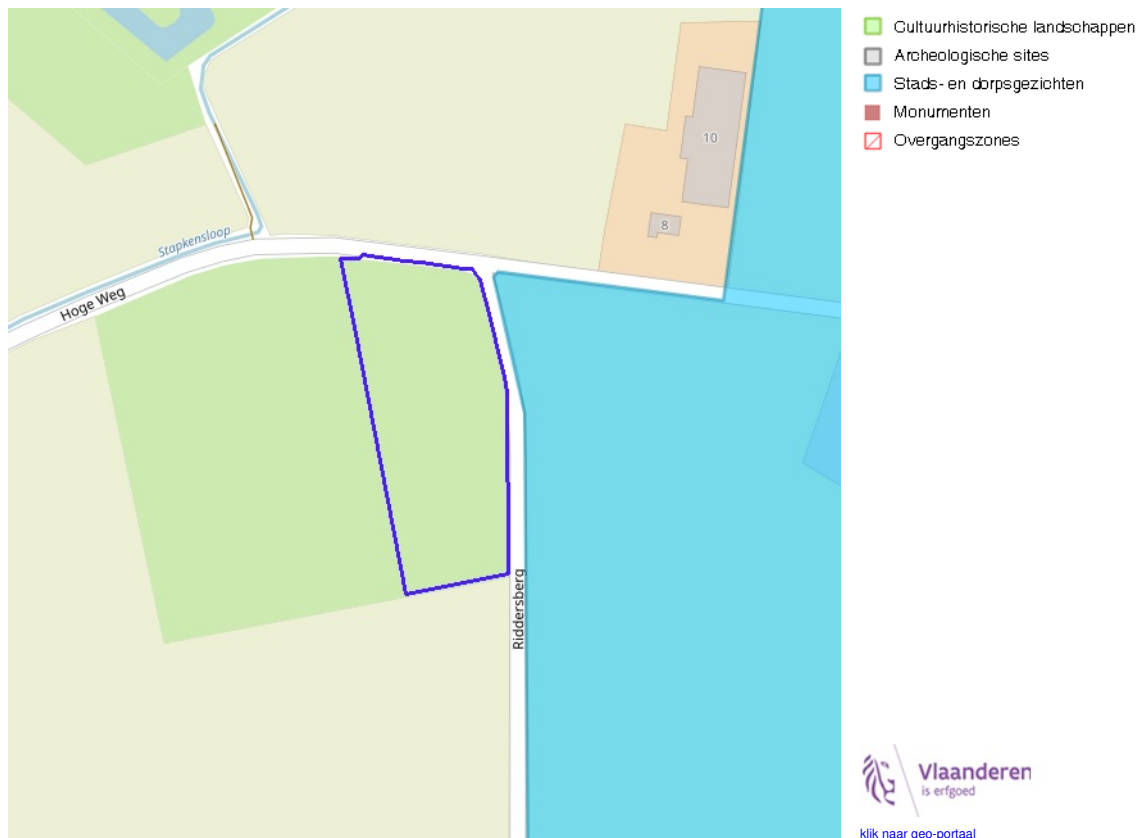 Cultuurhistorische landschappen
Archeologische sites
Stads- en dorpsgezichten
Monumenten
Overgangszones
10
8
Stapkensloop
Hoge Weg
Riddersberg
Vlaanderen
is erfgoed
klik naar geo-portaal